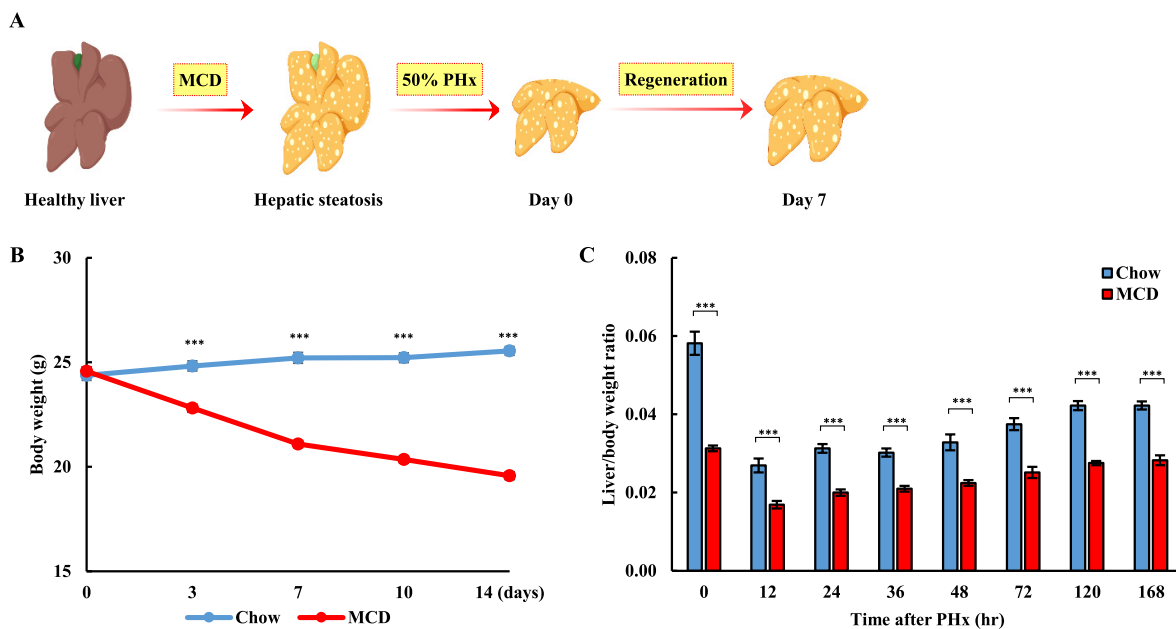 A
MCD
50% PHx
Regeneration
Healthy liver
Hepatic steatosis
Day 0
Day 7
B
Body weight (g)
30
25
20
15
***
***
***
***
0
3
7
10
14 (days)
Chow
MCD
C
Liver/body weight ratio
0.08
0.06
0.04
0.02
0.00
Chow
MCD
***
***
***
***
***
***
***
***
0
12
24
36
48
72
120
168
Time after PHx (hr)